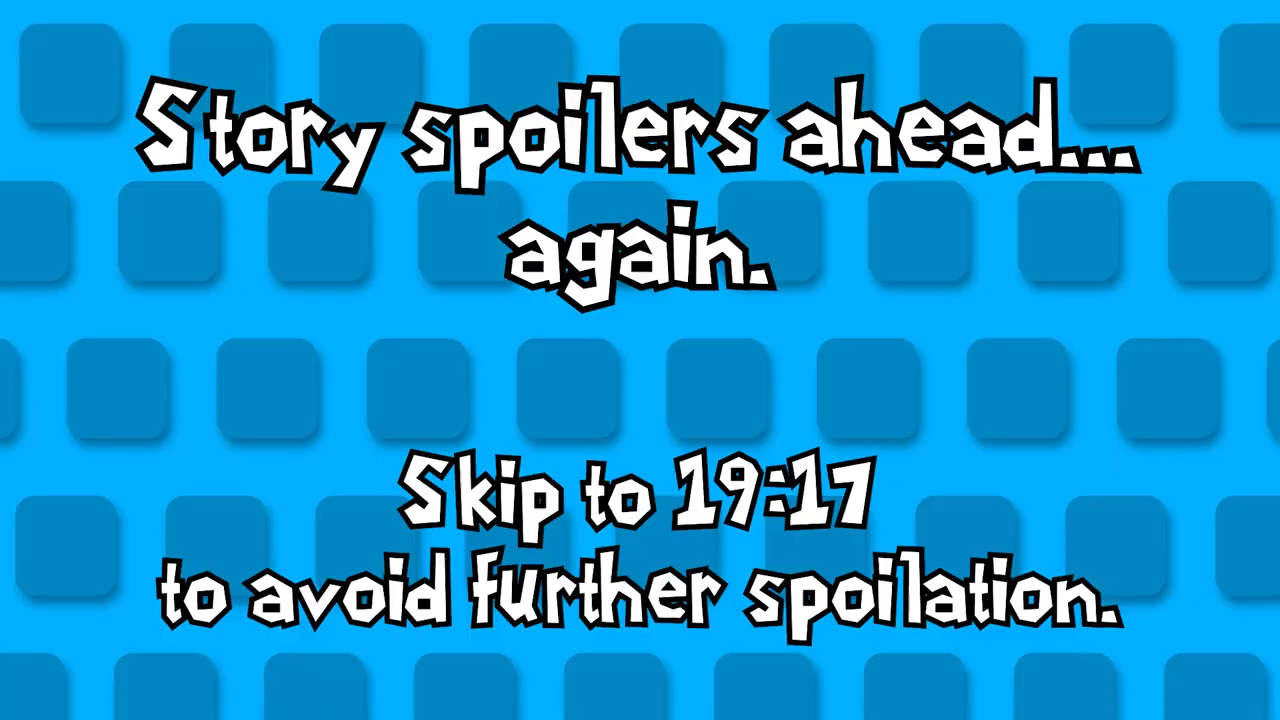 Story spoilers ahead...
again.
Skip to 19:17
to avoid further spoilation.